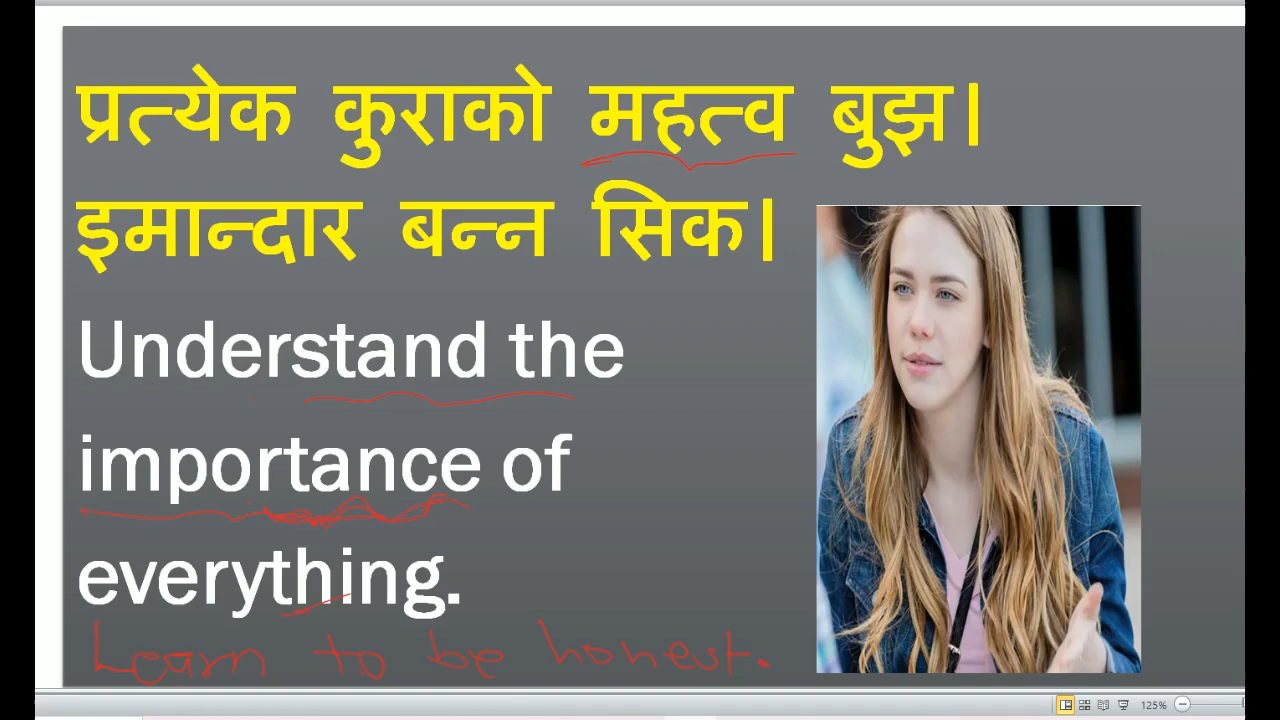 प्रत्येक कुराको महत्व बुझ।
इमान्दार बन्न सिक।
Understand the
importance of
everything.
Learn to be honest.
125%